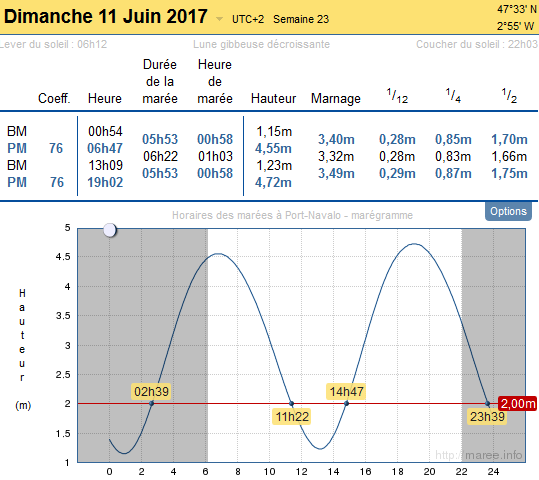 Dimanche 11 Juin 2017 UTC+2 Semaine 23 47°33' N
2°55' W
Lever du soleil : 06h12 Lune gibbeuse décroissante Coucher du soleil : 22h03
Coeff. Heure Durée de la marée Heure de marée Hauteur Marnage 1/12 1/4 1/2
BM 00h54 1,15m
05h53 00h58 3,40m 0,28m 0,85m 1,70m
PM 76 06h47 4,55m
06h22 01h03 3,32m 0,28m 0,83m 1,66m
BM 13h09 1,23m
05h53 00h58 3,49m 0,29m 0,87m 1,75m
PM 76 19h02 4,72m
Options
Horaires des marées à Port-Navalo - marégramme
Hauteur
(m)
5
4.5
4
3.5
3
2.5
2
1.5
1
02h39
11h22
14h47
23h39
2,00m
http://maree.info
0 2 4 6 8 10 12 14 16 18 20 22 24